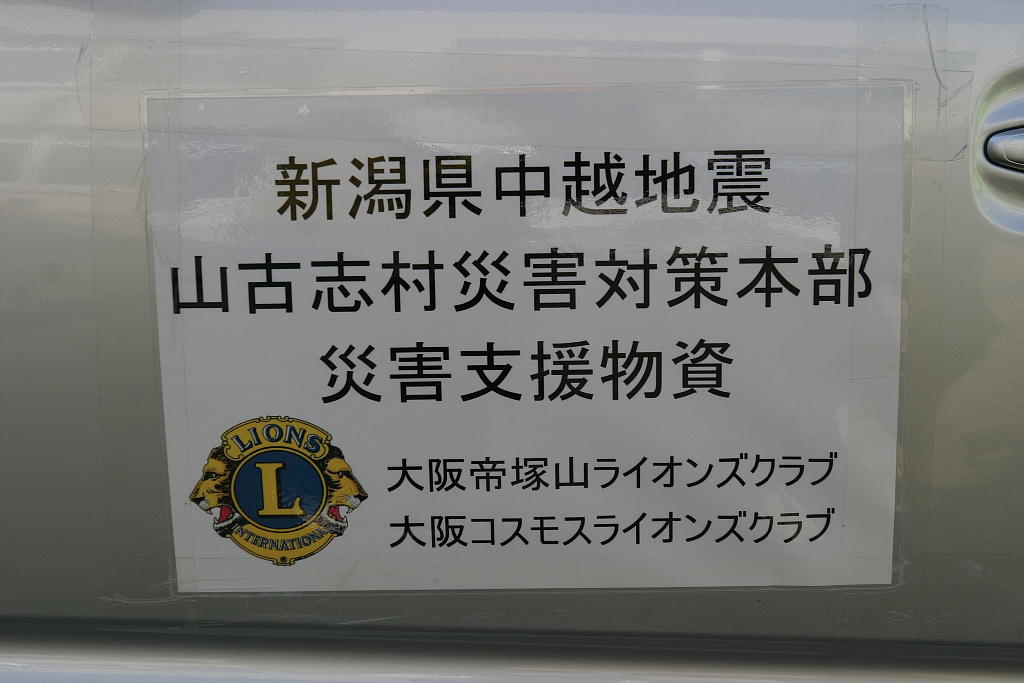 新潟県中越地震
山古志村災害対策本部
災害支援物資
LIONS
L
INTERNATIONAL
®
大阪帝塚山ライオンズクラブ
大阪コスモスライオンズクラブ